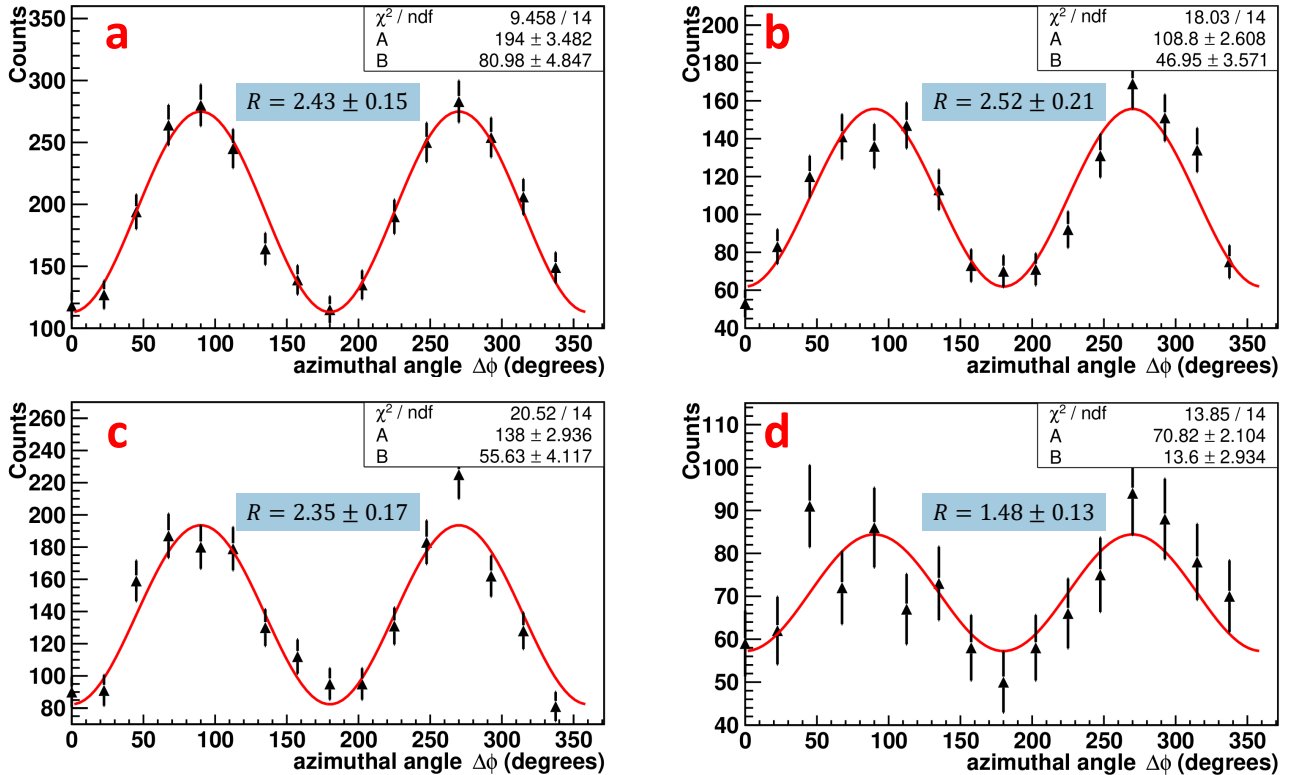 a
χ² / ndf 9.458 / 14
A 194 ± 3.482
B 80.98 ± 4.847
R = 2.43 ± 0.15
Counts
350
300
250
200
150
100
0 50 100 150 200 250 300 350
azimuthal angle Δϕ (degrees)
b
χ² / ndf 18.03 / 14
A 108.8 ± 2.608
B 46.95 ± 3.571
R = 2.52 ± 0.21
Counts
200
180
160
140
120
100
80
60
40
0 50 100 150 200 250 300 350
azimuthal angle Δϕ (degrees)
c
χ² / ndf 20.52 / 14
A 138 ± 2.936
B 55.63 ± 4.117
R = 2.35 ± 0.17
Counts
260
240
220
200
180
160
140
120
100
80
0 50 100 150 200 250 300 350
azimuthal angle Δϕ (degrees)
d
χ² / ndf 13.85 / 14
A 70.82 ± 2.104
B 13.6 ± 2.934
R = 1.48 ± 0.13
Counts
110
100
90
80
70
60
50
40
0 50 100 150 200 250 300 350
azimuthal angle Δϕ (degrees)